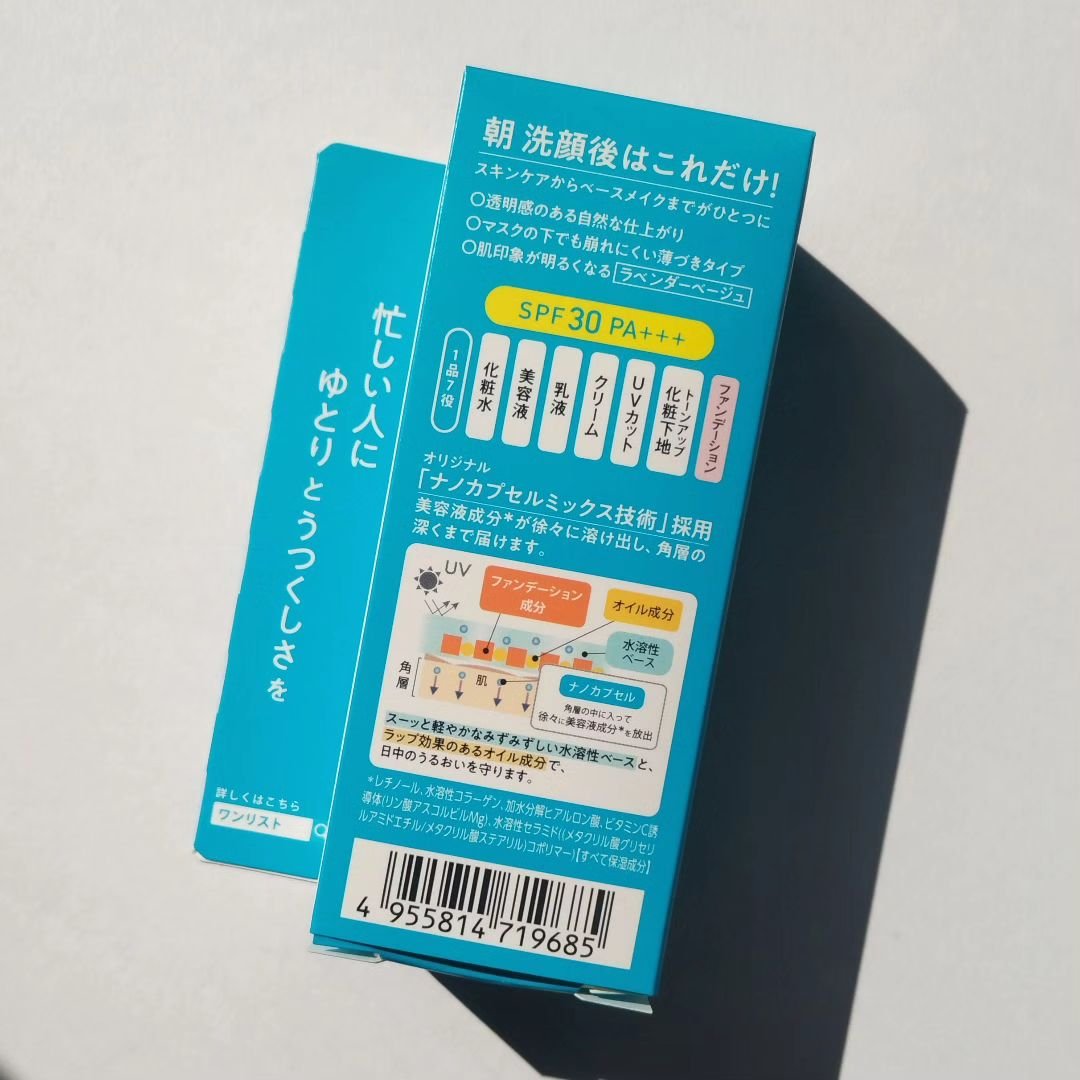 朝 洗顔後はこれだけ!
スキンケアからベースメイクまでがひとつに
○透明感のある自然な仕上がり
○マスクの下でも崩れにくい薄づきタイプ
○肌印象が明るくなる ラベンダーベージュ
SPF30 PA+++
1品7役
化粧水
美容液
乳液
クリーム
UVカット
トーンアップ
化粧下地
ファンデーション
オリジナル
「ナノカプセルミックス技術」採用
美容液成分*が徐々に溶け出し、角層の
深くまで届けます。
UV
ファンデーション
成分
オイル成分
水溶性
ベース
角層
肌
ナノカプセル
角層の中に入って
徐々に美容液成分*を放出
スーッと軽やかなみずみずしい水溶性ベースと、
ラップ効果のあるオイル成分で、
日中のうるおいを守ります。
*レチノール、水溶性コラーゲン、加水分解ヒアルロン酸、ビタミンC誘
導体(リン酸アスコルビルMg)、水溶性セラミド((メタクリル酸グリセリ
ルアミドエチル/メタクリル酸ステアリル)コポリマー)【すべて保湿成分】
4 955814 719685
忙しい人に
ゆとりとうつくしさを
詳しくはこちら
ワンリスト